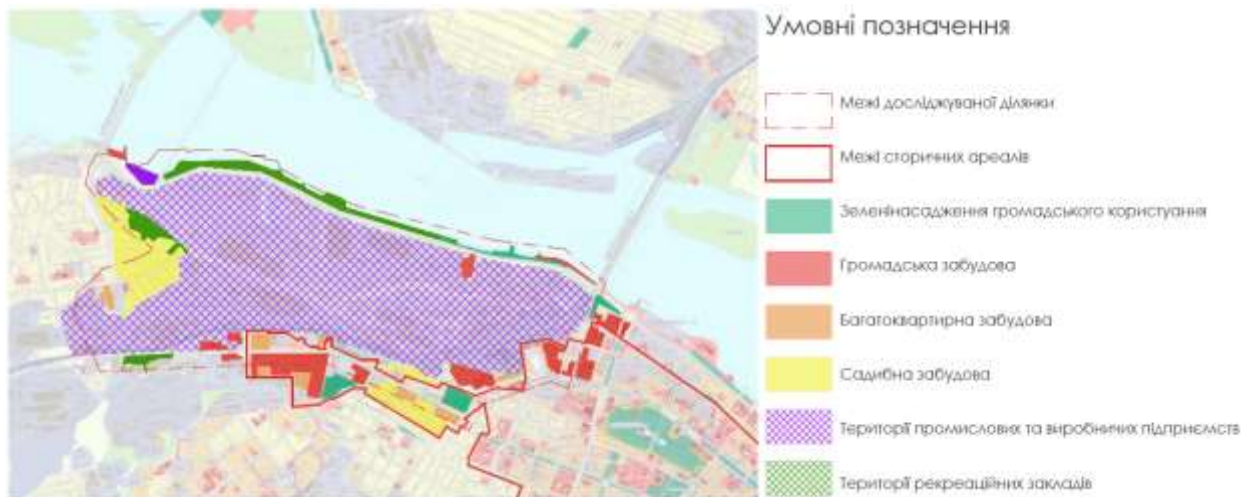 Умовні позначення
Межі досліджуваної ділянки
Межі сторичних ареалів
Зеленінасадження громадського користуання
Громадська забудова
Багатоквартирна забудова
Садибна забудова
Території промислових та виробничих підприємств
Території рекреаційних закладів